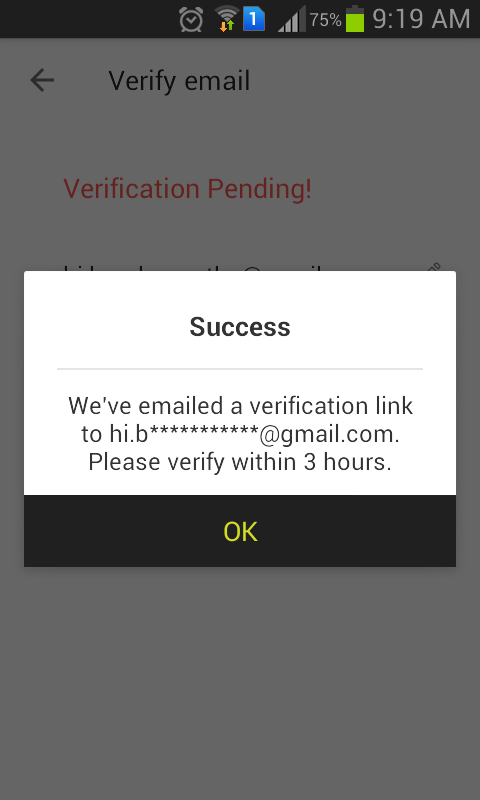 1 75% 9:19 AM
Verify email
Verification Pending!
Success
We've emailed a verification link
to hi.b***********@gmail.com.
Please verify within 3 hours.
OK